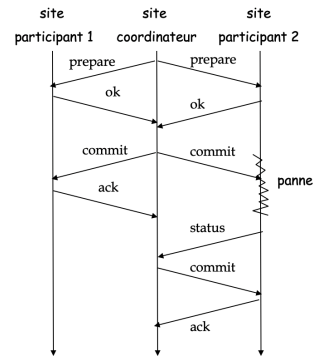 site site site
participant 1 coordinateur participant 2
prepare prepare
ok
ok
commit commit
panne
ack
status
commit
ack